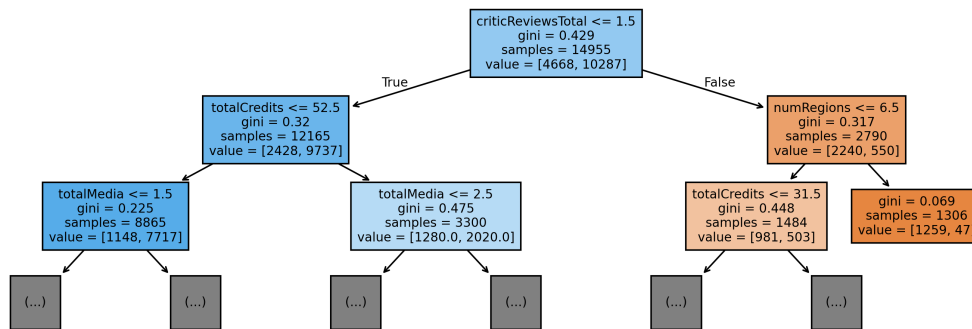 criticReviewsTotal <= 1.5
gini = 0.429
samples = 14955
value = [4668, 10287]
True
False
totalCredits <= 52.5
gini = 0.32
samples = 12165
value = [2428, 9737]
numRegions <= 6.5
gini = 0.317
samples = 2790
value = [2240, 550]
totalMedia <= 1.5
gini = 0.225
samples = 8865
value = [1148, 7717]
totalMedia <= 2.5
gini = 0.475
samples = 3300
value = [1280.0, 2020.0]
totalCredits <= 31.5
gini = 0.448
samples = 1484
value = [981, 503]
gini = 0.069
samples = 1306
value = [1259, 47
(...)
(...)
(...)
(...)
(...)
(...)